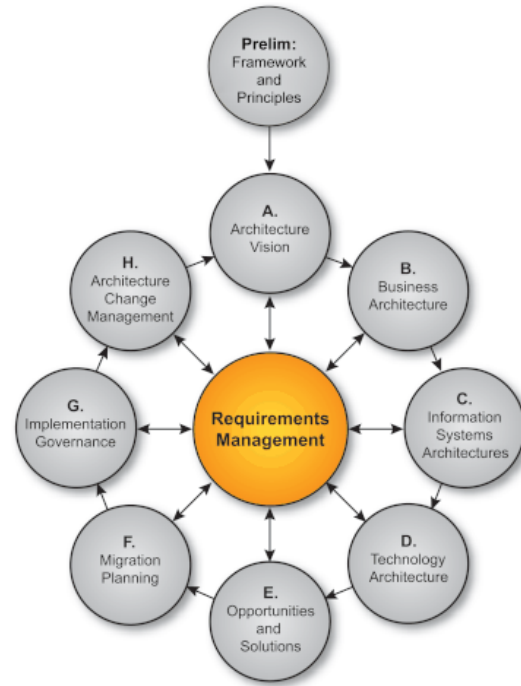 Prelim:
Framework
and
Principles
A.
Architecture
Vision
B.
Business
Architecture
C.
Information
Systems
Architectures
D.
Technology
Architecture
E.
Opportunities
and
Solutions
F.
Migration
Planning
G.
Implementation
Governance
H.
Architecture
Change
Management
Requirements
Management